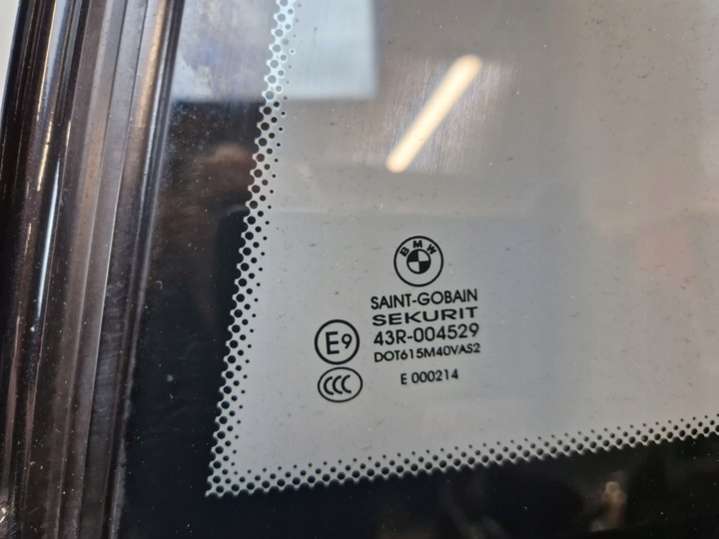 BMW
SAINT-GOBAIN
SEKURIT
E9 43R-004529
DOT615M40VAS2
CCC E 000214